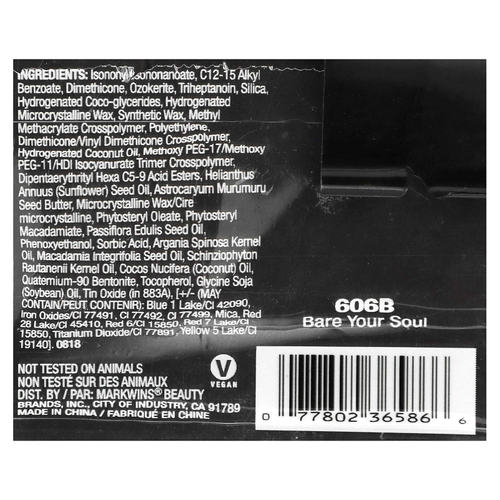 INGREDIENTS: Isononyl Isononanoate, C12-15 Alkyl
Benzoate, Dimethicone, Ozokerite, Triheptanoin, Silica,
Hydrogenated Coco-glycerides, Hydrogenated
Microcrystalline Wax, Synthetic Wax, Methyl
Methacrylate Crosspolymer, Polyethylene,
Dimethicone/Vinyl Dimethicone Crosspolymer,
Hydrogenated Coconut Oil, Methoxy PEG-17/Methoxy
PEG-11/HDI Isocyanurate Trimer Crosspolymer,
Dipentaerythrityl Hexa C5-9 Acid Esters, Helianthus
Annuus (Sunflower) Seed Oil, Astrocaryum Murumuru
Seed Butter, Microcrystalline Wax/Cire
microcrystalline, Phytosteryl Oleate, Phytosteryl
Macadamiate, Passiflora Edulis Seed Oil,
Phenoxyethanol, Sorbic Acid, Argania Spinosa Kernel
Oil, Macadamia Integrifolia Seed Oil, Schinziophyton
Rautanenii Kernel Oil, Cocos Nucifera (Coconut) Oil,
Quaternium-90 Bentonite, Tocopherol, Glycine Soja
(Soybean) Oil, Tin Oxide (in 883A), [+/- (MAY
CONTAIN/PEUT CONTENIR): Blue 1 Lake/CI 42090,
Iron Oxides/CI 77491, CI 77492, CI 77499, Mica, Red
28 Lake/CI 45410, Red 6/CI 15850, Red 7 Lake/CI
15850, Titanium Dioxide/CI 77891, Yellow 5 Lake/CI
19140]. 0818
NOT TESTED ON ANIMALS
NON TESTÉ SUR DES ANIMAUX
DIST. BY / PAR: MARKWINS® BEAUTY
BRANDS, INC., CITY OF INDUSTRY, CA 91789
MADE IN CHINA / FABRIQUÉ EN CHINE
V
VEGAN
606B
Bare Your Soul
0 77802 36586 6